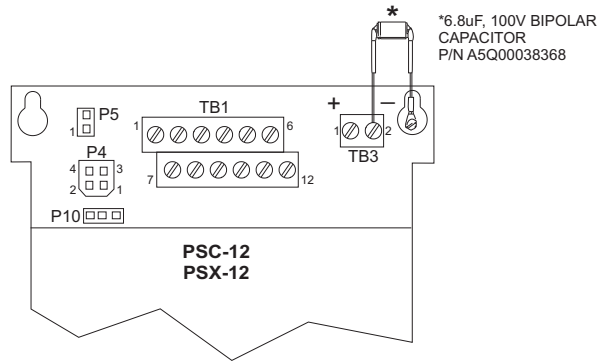 *
*6.8uF, 100V BIPOLAR
CAPACITOR
P/N A5Q00038368
P5
1
TB1
1
6
+
−
1
2
TB3
P4
4
3
2
1
7
12
P10
PSC-12
PSX-12